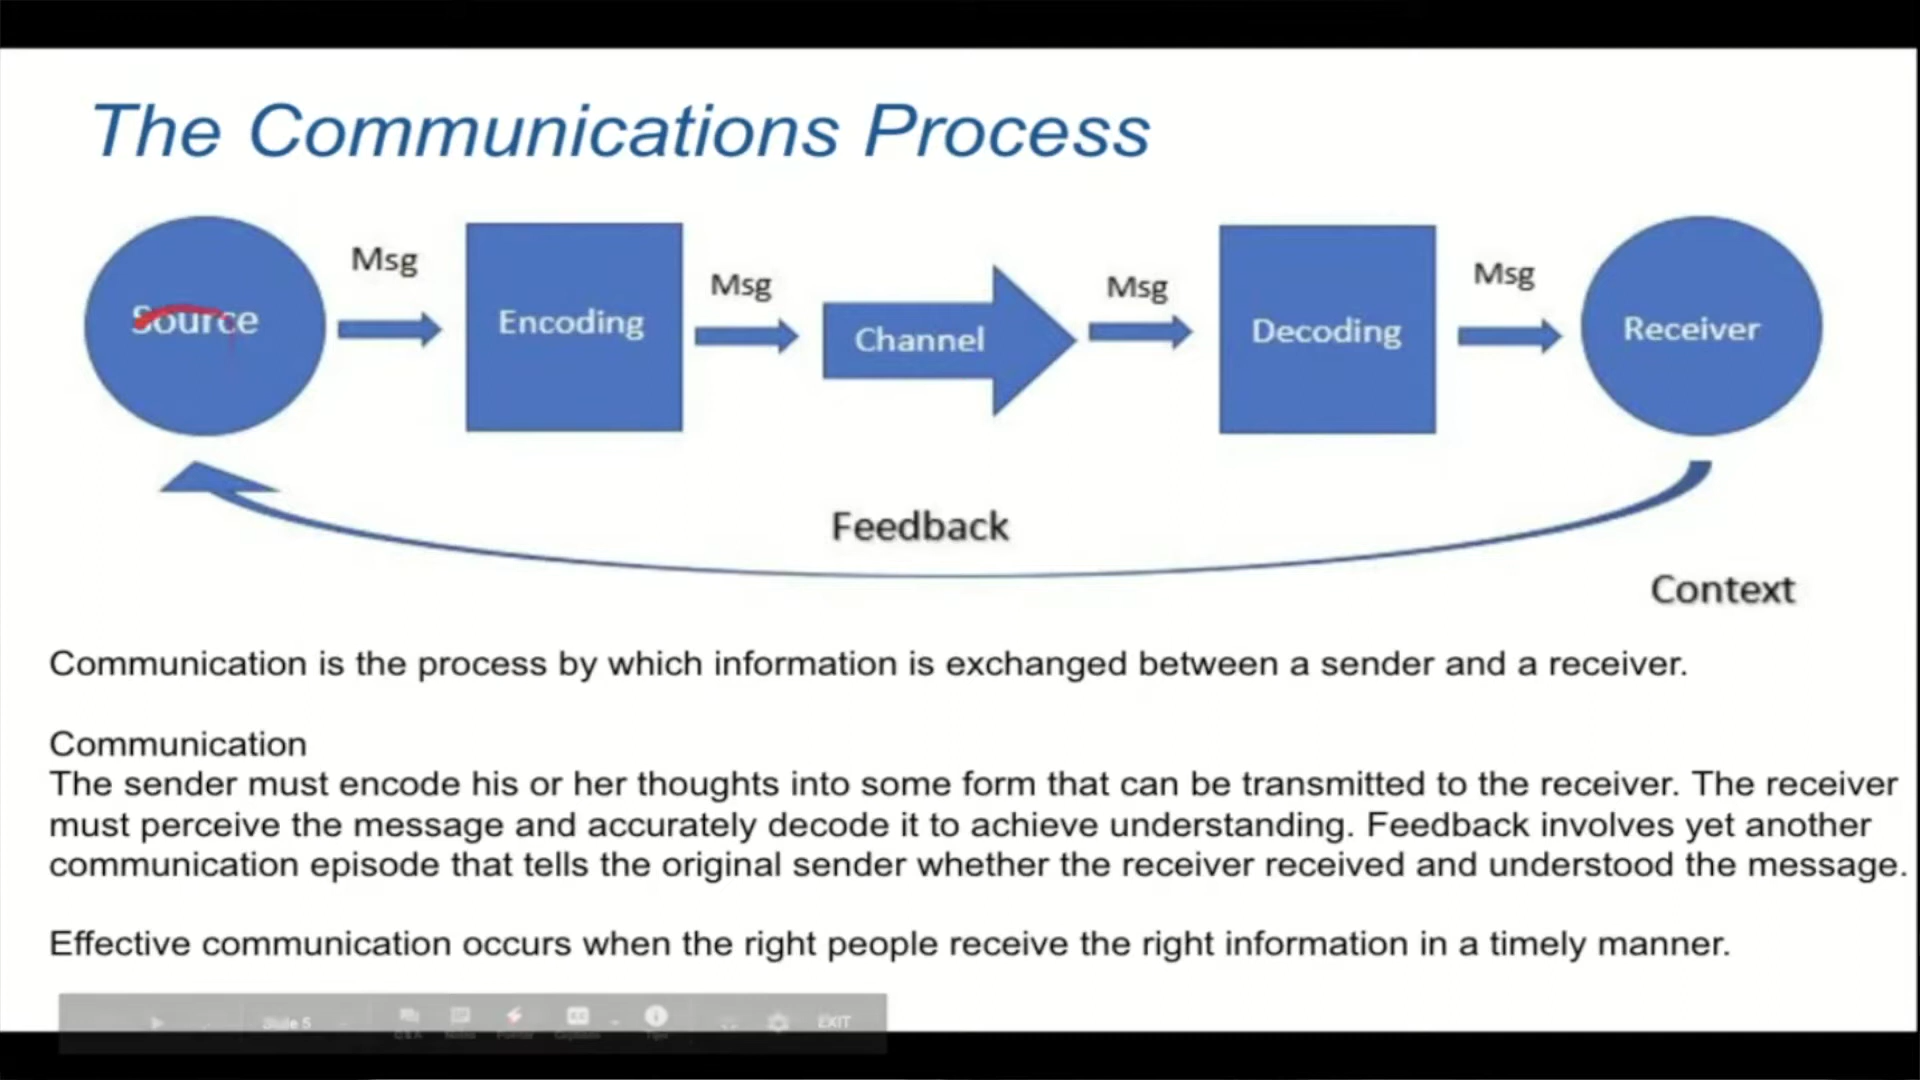 The Communications Process
Msg
Msg
Msg
Msg
Source
Encoding
Channel
Decoding
Receiver
Feedback
Context
Communication is the process by which information is exchanged between a sender and a receiver.
Communication
The sender must encode his or her thoughts into some form that can be transmitted to the receiver. The receiver
must perceive the message and accurately decode it to achieve understanding. Feedback involves yet another
communication episode that tells the original sender whether the receiver received and understood the message.
Effective communication occurs when the right people receive the right information in a timely manner.
Slide 5
EXIT